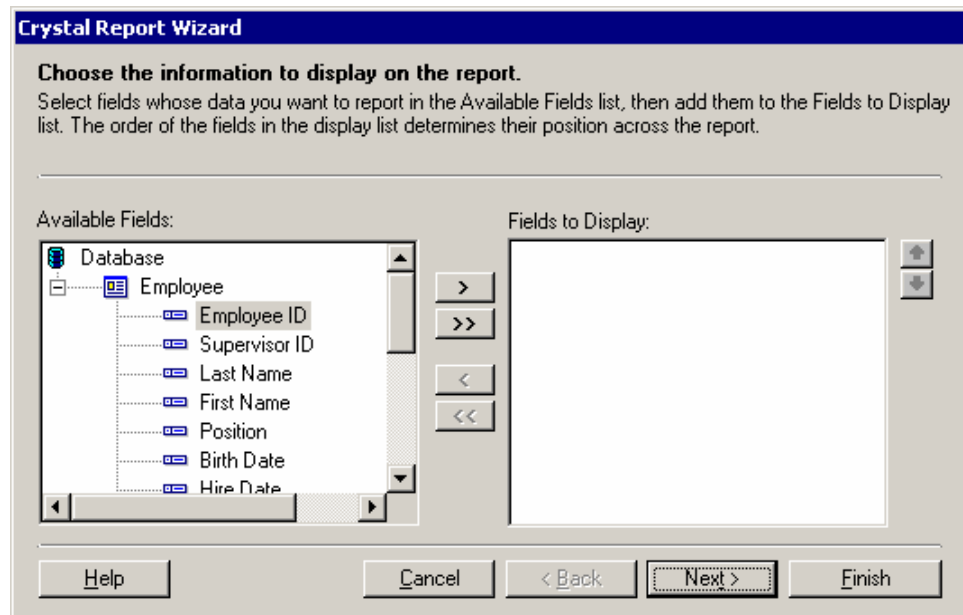 Crystal Report Wizard
Choose the information to display on the report.
Select fields whose data you want to report in the Available Fields list, then add them to the Fields to Display
list. The order of the fields in the display list determines their position across the report.
Available Fields:
Fields to Display:
Database
Employee
Employee ID
Supervisor ID
Last Name
First Name
Position
Birth Date
Hire Date
>
>>
<
<<
Help
Cancel
< Back
Next >
Finish